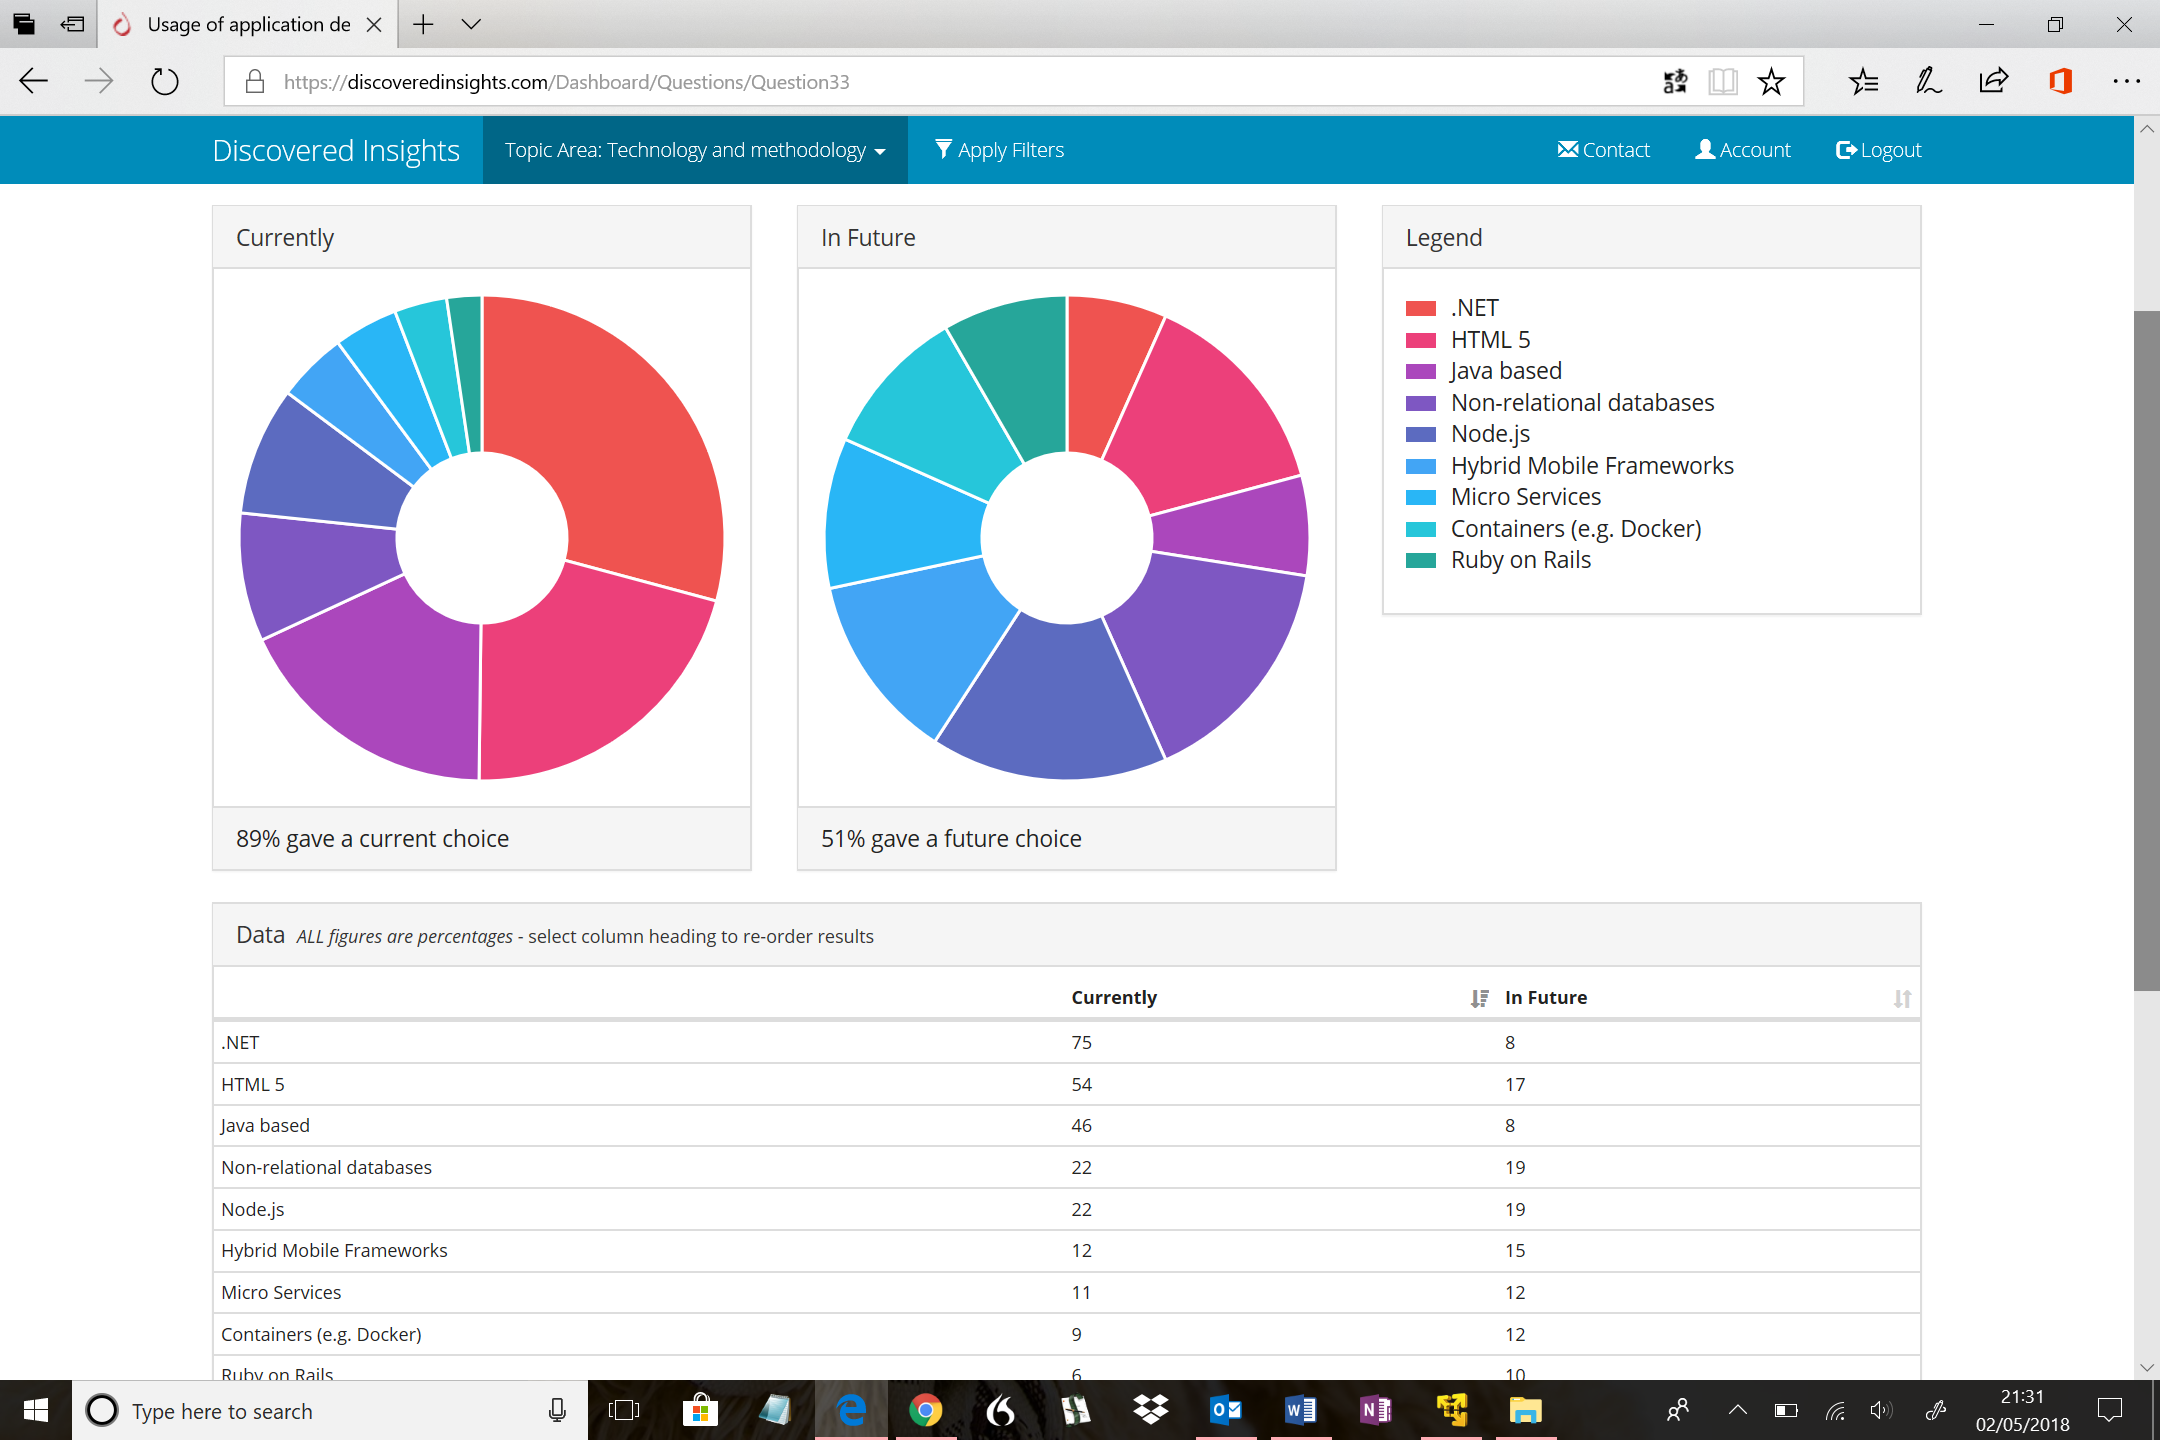 Usage of application de
https://discoveredinsights.com/Dashboard/Questions/Question33
Discovered Insights
Topic Area: Technology and methodology
Apply Filters
Contact
Account
Logout
Currently
In Future
Legend
.NET
HTML 5
Java based
Non-relational databases
Node.js
Hybrid Mobile Frameworks
Micro Services
Containers (e.g. Docker)
Ruby on Rails
89% gave a current choice
51% gave a future choice
Data ALL figures are percentages - select column heading to re-order results
Currently In Future
.NET 75 8
HTML 5 54 17
Java based 46 8
Non-relational databases 22 19
Node.js 22 19
Hybrid Mobile Frameworks 12 15
Micro Services 11 12
Containers (e.g. Docker) 9 12
Ruby on Rails 6 10
Type here to search
21:31
02/05/2018